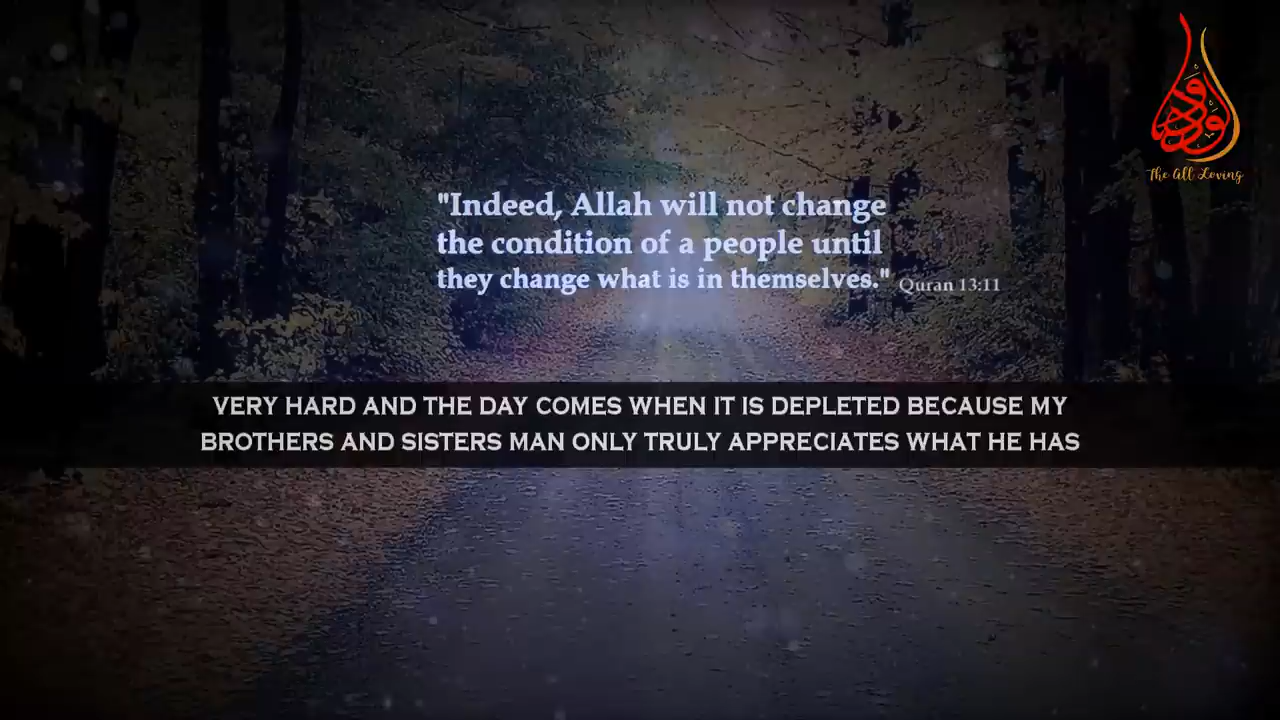 الودود
The All Loving
"Indeed, Allah will not change
the condition of a people until
they change what is in themselves." Quran 13:11
VERY HARD AND THE DAY COMES WHEN IT IS DEPLETED BECAUSE MY
BROTHERS AND SISTERS MAN ONLY TRULY APPRECIATES WHAT HE HAS